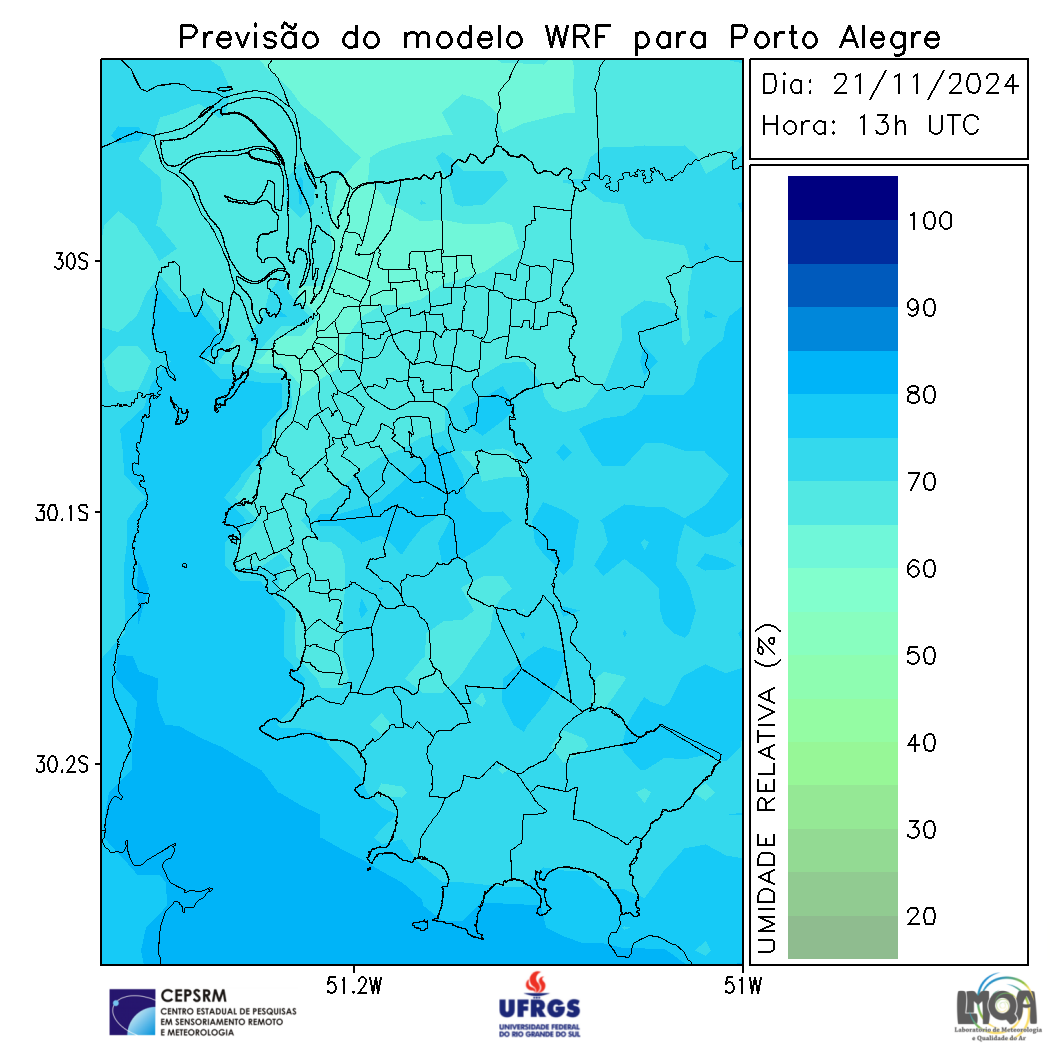 Previsão do modelo WRF para Porto Alegre
Dia: 21/11/2024
Hora: 13h UTC
30S
30.1S
30.2S
51.2W
51W
100
90
80
70
60
50
40
30
20
UMIDADE RELATIVA (%)
CEPSRM
CENTRO ESTADUAL DE PESQUISAS
EM SENSORIAMENTO REMOTO
E METEOROLOGIA
UFRGS
UNIVERSIDADE FEDERAL
DO RIO GRANDE DO SUL
LMQA
Laboratório de Meteorologia
e Qualidade do Ar